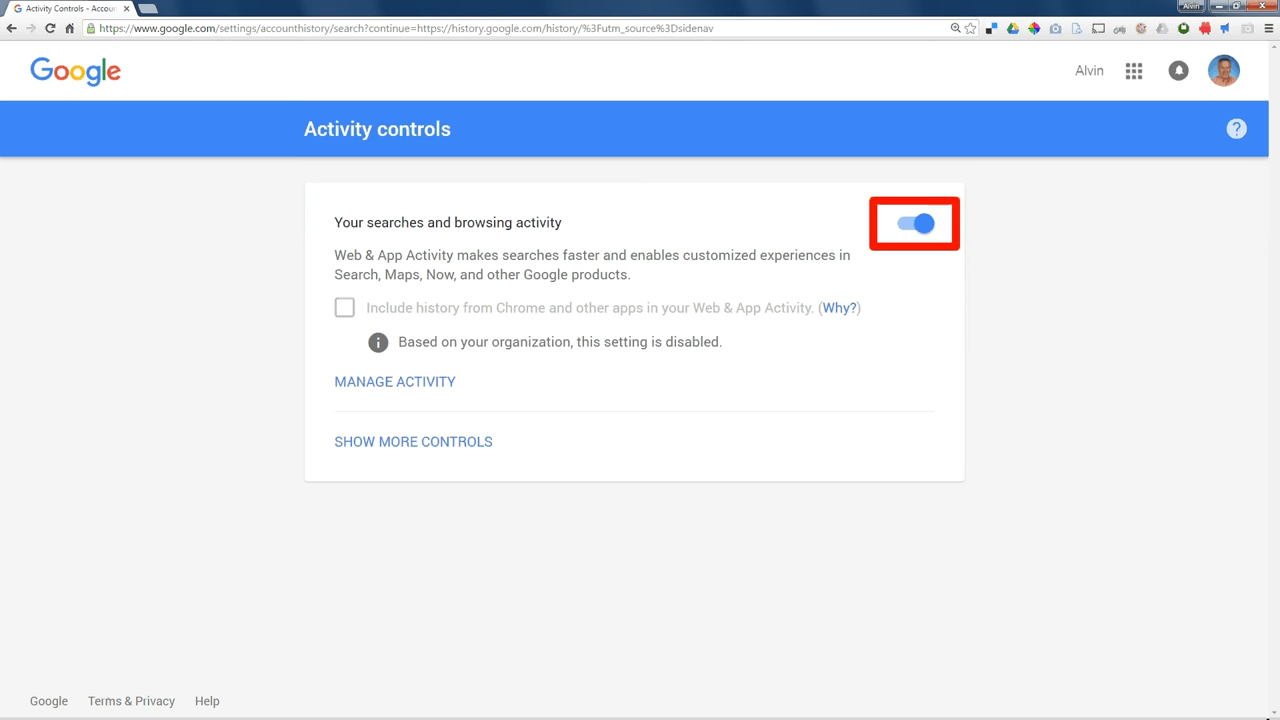 Activity Controls - Accou
Alvin
https://www.google.com/settings/accounthistory/search?continue=https://history.google.com/history/%3Futm_source%3Dsidenav
Google
Alvin
Activity controls
?
Your searches and browsing activity
Web & App Activity makes searches faster and enables customized experiences in
Search, Maps, Now, and other Google products.
Include history from Chrome and other apps in your Web & App Activity. (Why?)
Based on your organization, this setting is disabled.
MANAGE ACTIVITY
SHOW MORE CONTROLS
Google Terms & Privacy Help